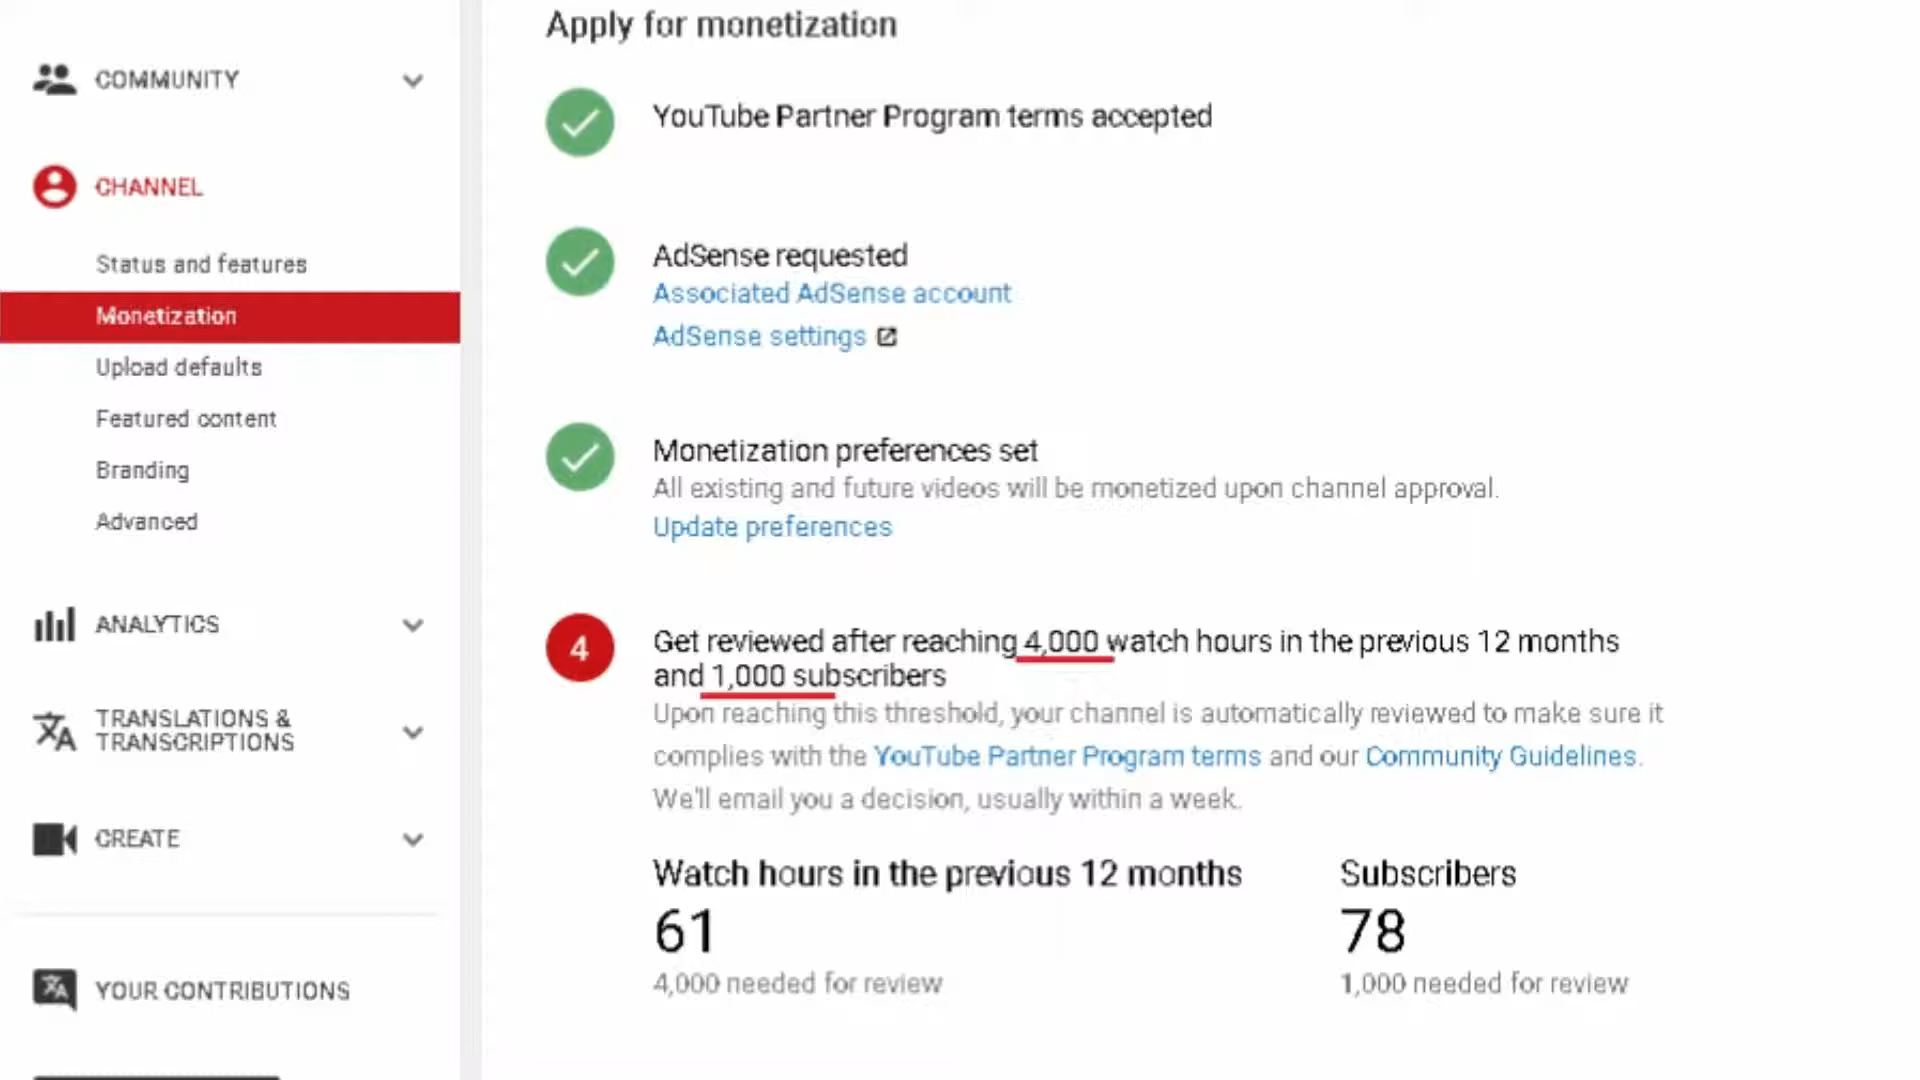 COMMUNITY
CHANNEL
Status and features
Monetization
Upload defaults
Featured content
Branding
Advanced
ANALYTICS
TRANSLATIONS &
TRANSCRIPTIONS
CREATE
YOUR CONTRIBUTIONS
Apply for monetization
YouTube Partner Program terms accepted
AdSense requested
Associated AdSense account
AdSense settings
Monetization preferences set
All existing and future videos will be monetized upon channel approval.
Update preferences
4
Get reviewed after reaching 4,000 watch hours in the previous 12 months
and 1,000 subscribers
Upon reaching this threshold, your channel is automatically reviewed to make sure it
complies with the YouTube Partner Program terms and our Community Guidelines.
We'll email you a decision, usually within a week.
Watch hours in the previous 12 months
61
4,000 needed for review
Subscribers
78
1,000 needed for review